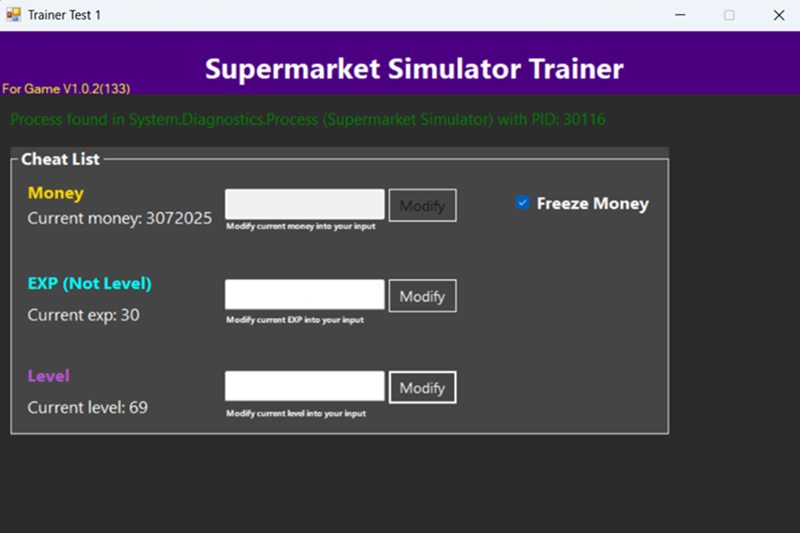 Trainer Test 1
Supermarket Simulator Trainer
For Game V1.0.2(133)
Process found in System.Diagnostics.Process (Supermarket Simulator) with PID: 30116
Cheat List
Money
Current money: 3072025
Modify
Freeze Money
Modify current money into your input
EXP (Not Level)
Current exp: 30
Modify
Modify current EXP into your input
Level
Current level: 69
Modify
Modify current level into your input